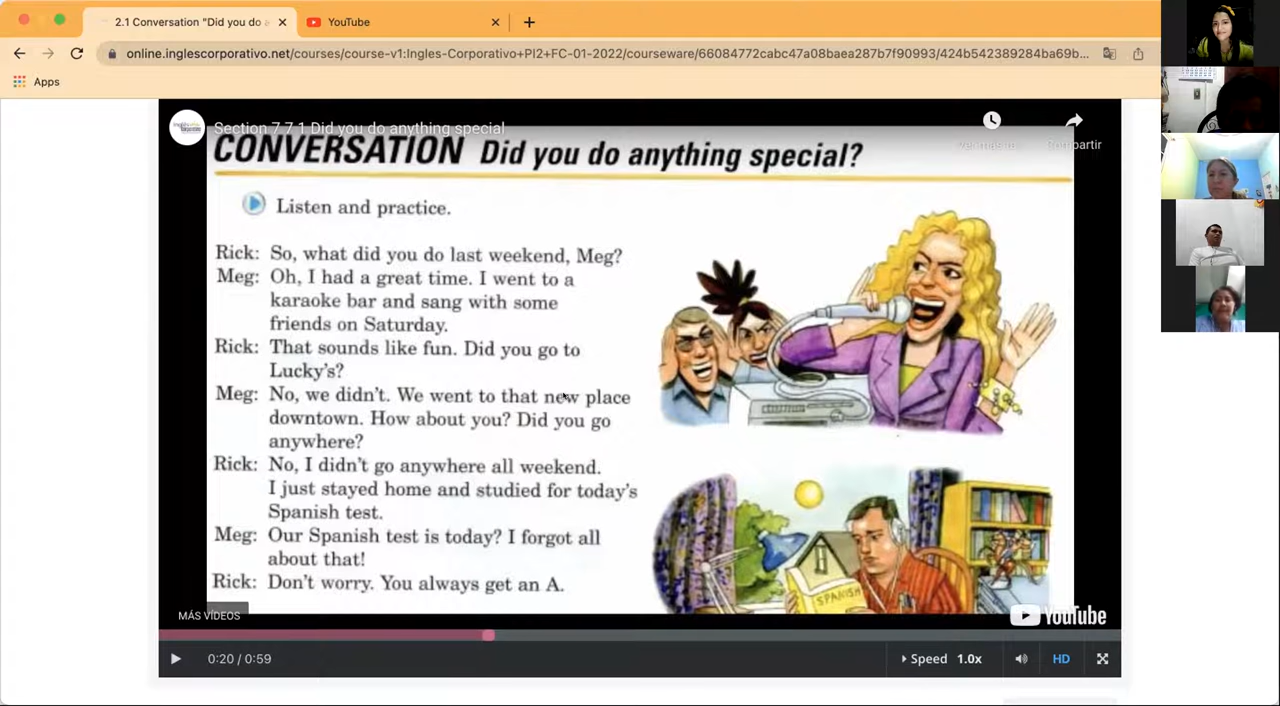 2.1 Conversation "Did you do
YouTube
online.inglescorporativo.net/courses/course-v1:Ingles-Corporativo+PI2+FC-01-2022/courseware/66084772cabc47a08baea287b7f90993/424b542389284ba69b...
Apps
Section 7 7 1 Did you do anything special
Ver más
Compartir
CONVERSATION Did you do anything special?
Listen and practice.
Rick: So, what did you do last weekend, Meg?
Meg: Oh, I had a great time. I went to a
karaoke bar and sang with some
friends on Saturday.
Rick: That sounds like fun. Did you go to
Lucky's?
Meg: No, we didn't. We went to that new place
downtown. How about you? Did you go
anywhere?
Rick: No, I didn't go anywhere all weekend.
I just stayed home and studied for today's
Spanish test.
Meg: Our Spanish test is today? I forgot all
about that!
Rick: Don't worry. You always get an A.
SPANISH
MÁS VÍDEOS
YouTube
0:20 / 0:59
Speed 1.0x
HD